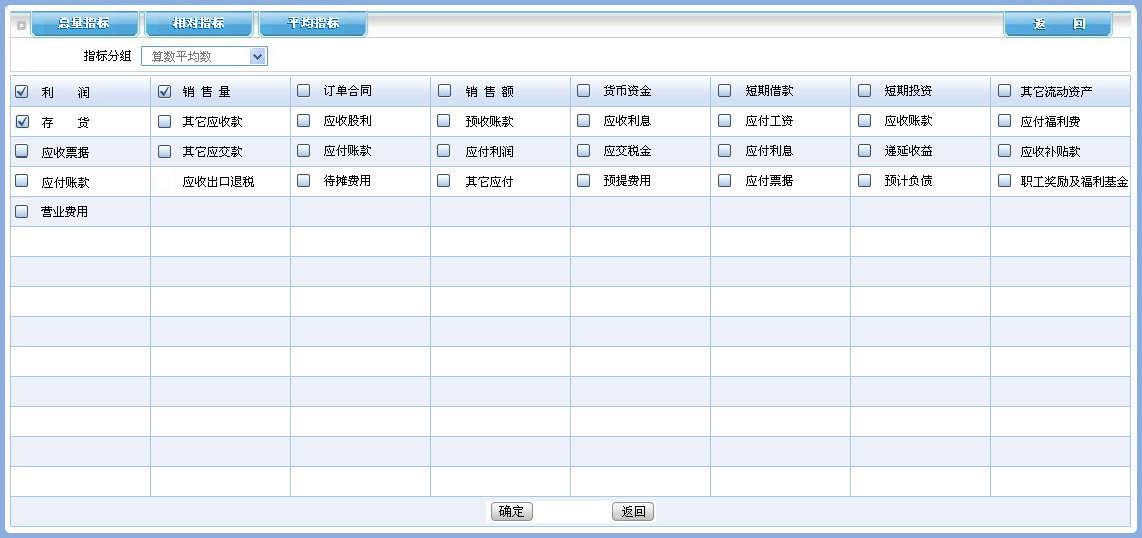 总量指标 相对指标 平均指标 返 回
指标分组 算数平均数
利 润 销 售 量 订单合同 销 售 额 货币资金 短期借款 短期投资 其它流动资产
存 货 其它应收款 应收股利 预收账款 应收利息 应付工资 应收账款 应付福利费
应收票据 其它应交款 应付账款 应付利润 应交税金 应付利息 递延收益 应收补贴款
应付账款 应收出口退税 待摊费用 其它应付 预提费用 应付票据 预计负债 职工奖励及福利基金
营业费用
确定 返回